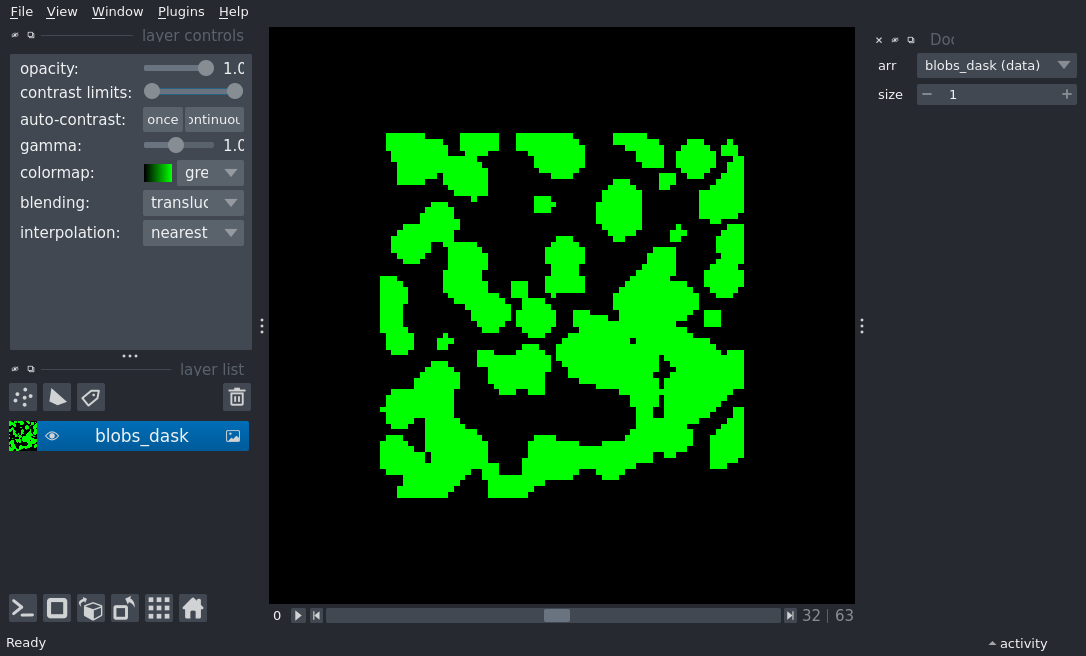 File View Window Plugins Help
layer controls
opacity: 1.0
contrast limits:
auto-contrast: once ontinuou
gamma: 1.0
colormap: gre
blending: transluc
interpolation: nearest
layer list
blobs_dask
0 32 | 63
Ready
Doc
arr blobs_dask (data)
size − 1 +
activity